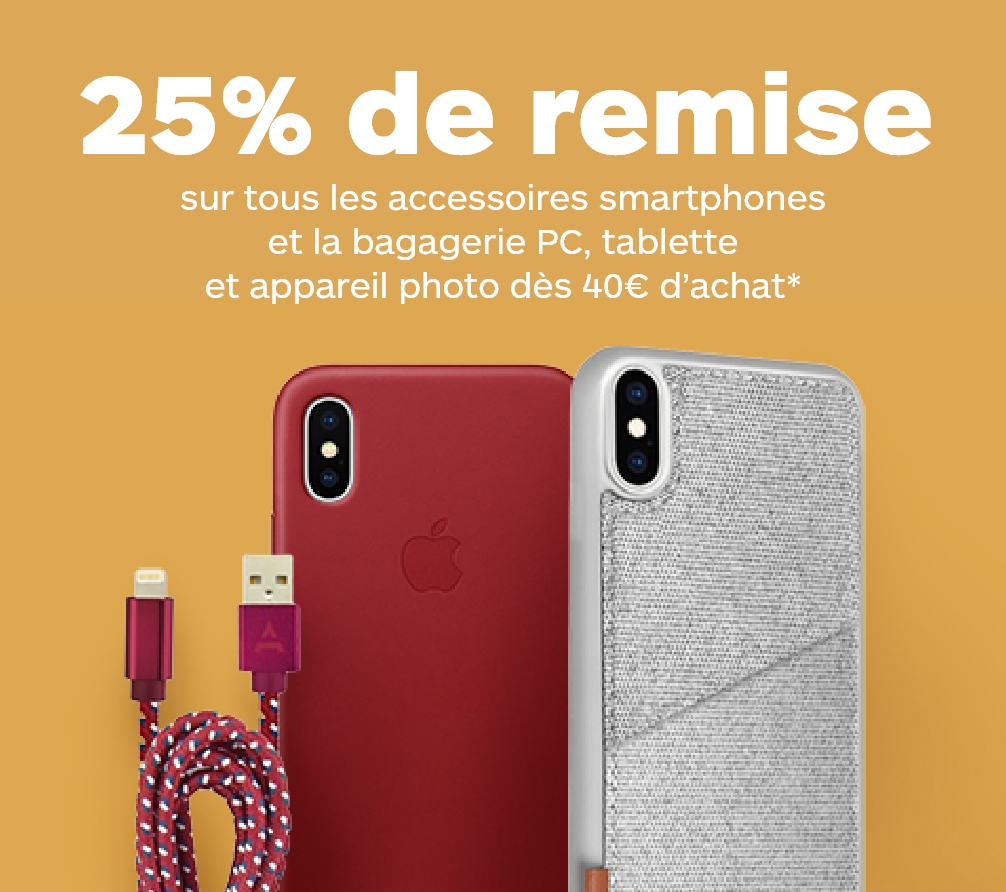 25% de remise
sur tous les accessoires smartphones
et la bagagerie PC, tablette
et appareil photo dès 40€ d’achat*